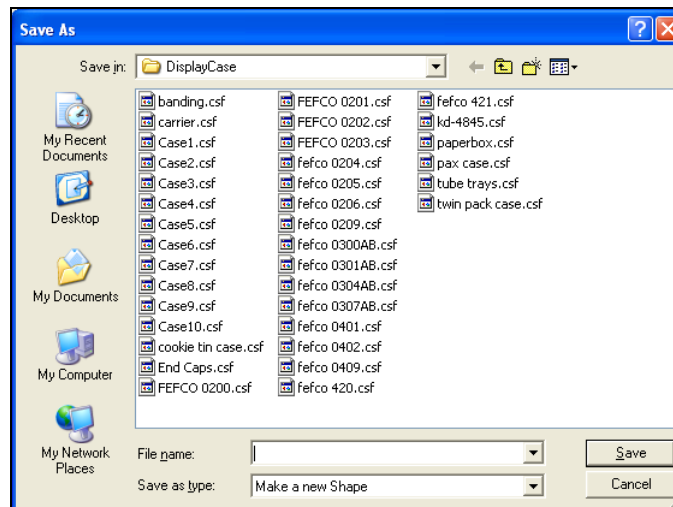 Save As
Save in: DisplayCase
My Recent
Documents
Desktop
My Documents
My Computer
My Network
Places
banding.csf
carrier.csf
Case1.csf
Case2.csf
Case3.csf
Case4.csf
Case5.csf
Case6.csf
Case7.csf
Case8.csf
Case9.csf
Case10.csf
cookie tin case.csf
End Caps.csf
FEFCO 0200.csf
FEFCO 0201.csf
FEFCO 0202.csf
FEFCO 0203.csf
fefco 0204.csf
fefco 0205.csf
fefco 0206.csf
fefco 0209.csf
fefco 0300AB.csf
fefco 0301AB.csf
fefco 0304AB.csf
fefco 0307AB.csf
fefco 0401.csf
fefco 0402.csf
fefco 0409.csf
fefco 420.csf
fefco 421.csf
kd-4845.csf
paperbox.csf
pax case.csf
tube trays.csf
twin pack case.csf
File name:
Save
Save as type: Make a new Shape
Cancel